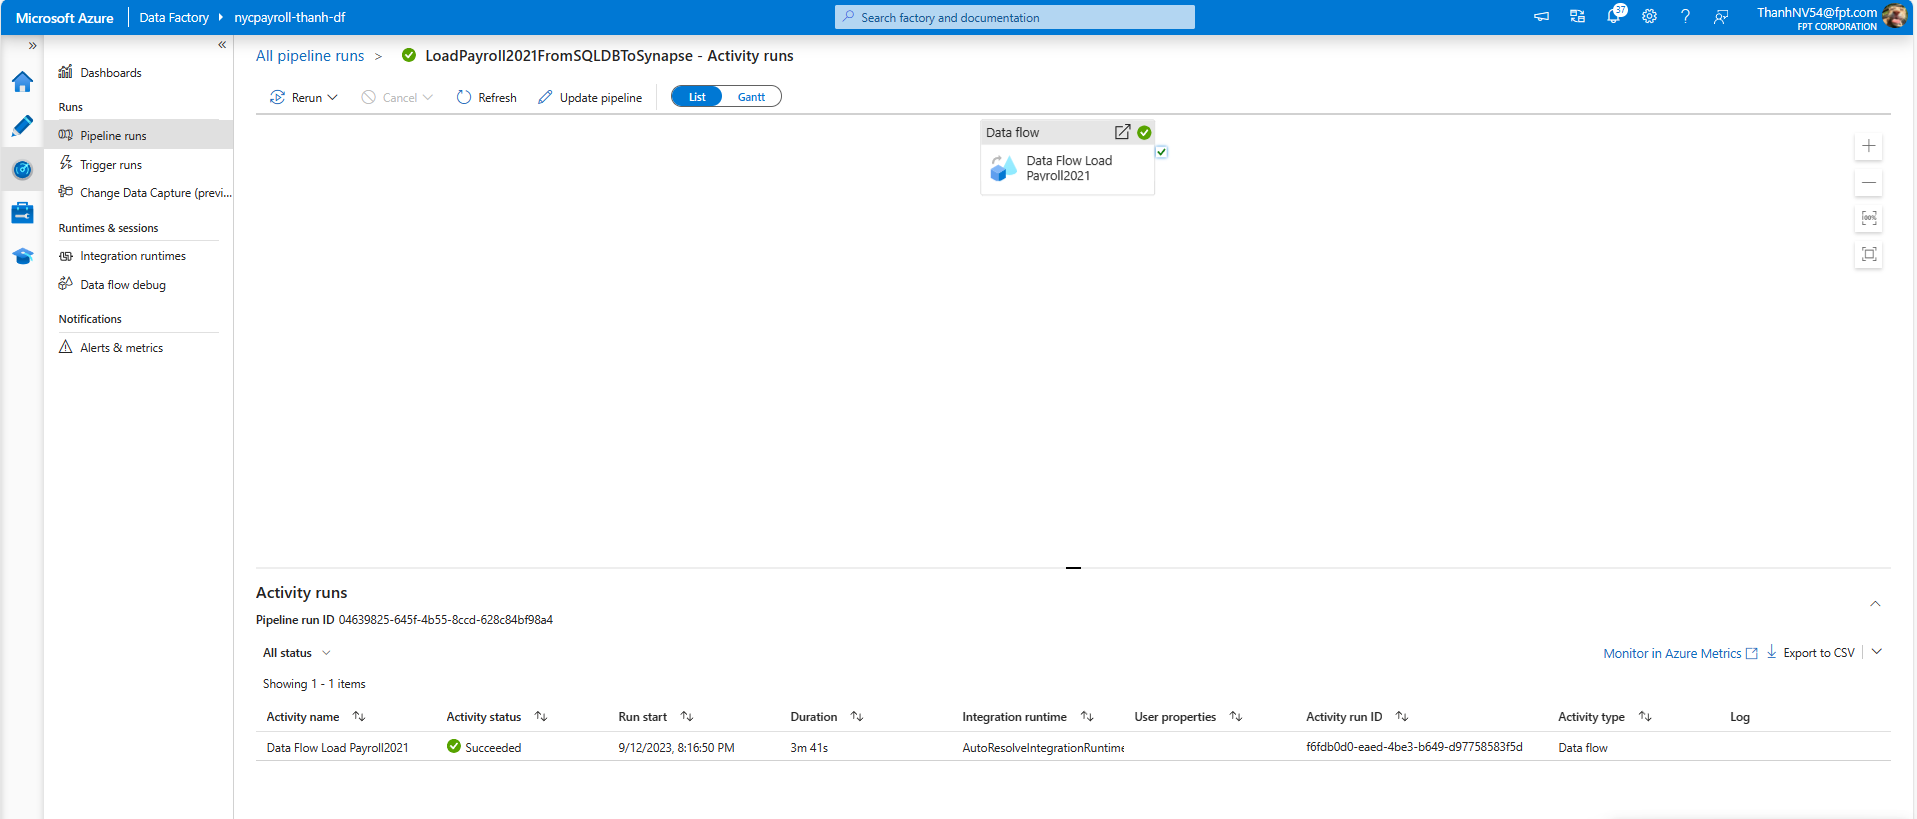 Microsoft Azure Data Factory nycpayroll-thanh-df Search factory and documentation 37 ThanhNV54@fpt.com
FPT CORPORATION
Dashboards
Runs
Pipeline runs
Trigger runs
Change Data Capture (previ...
Runtimes & sessions
Integration runtimes
Data flow debug
Notifications
Alerts & metrics
All pipeline runs > LoadPayroll2021FromSQLDBToSynapse - Activity runs
Rerun Cancel Refresh Update pipeline List Gantt
Data flow
Data Flow Load
Payroll2021
Activity runs
Pipeline run ID 04639825-645f-4b55-8ccd-628c84bf98a4
All status Monitor in Azure Metrics Export to CSV
Showing 1 - 1 items
Activity name Activity status Run start Duration Integration runtime User properties Activity run ID Activity type Log
Data Flow Load Payroll2021 Succeeded 9/12/2023, 8:16:50 PM 3m 41s AutoResolveIntegrationRuntime f6fdb0d0-eaed-4be3-b649-d97758583f5d Data flow